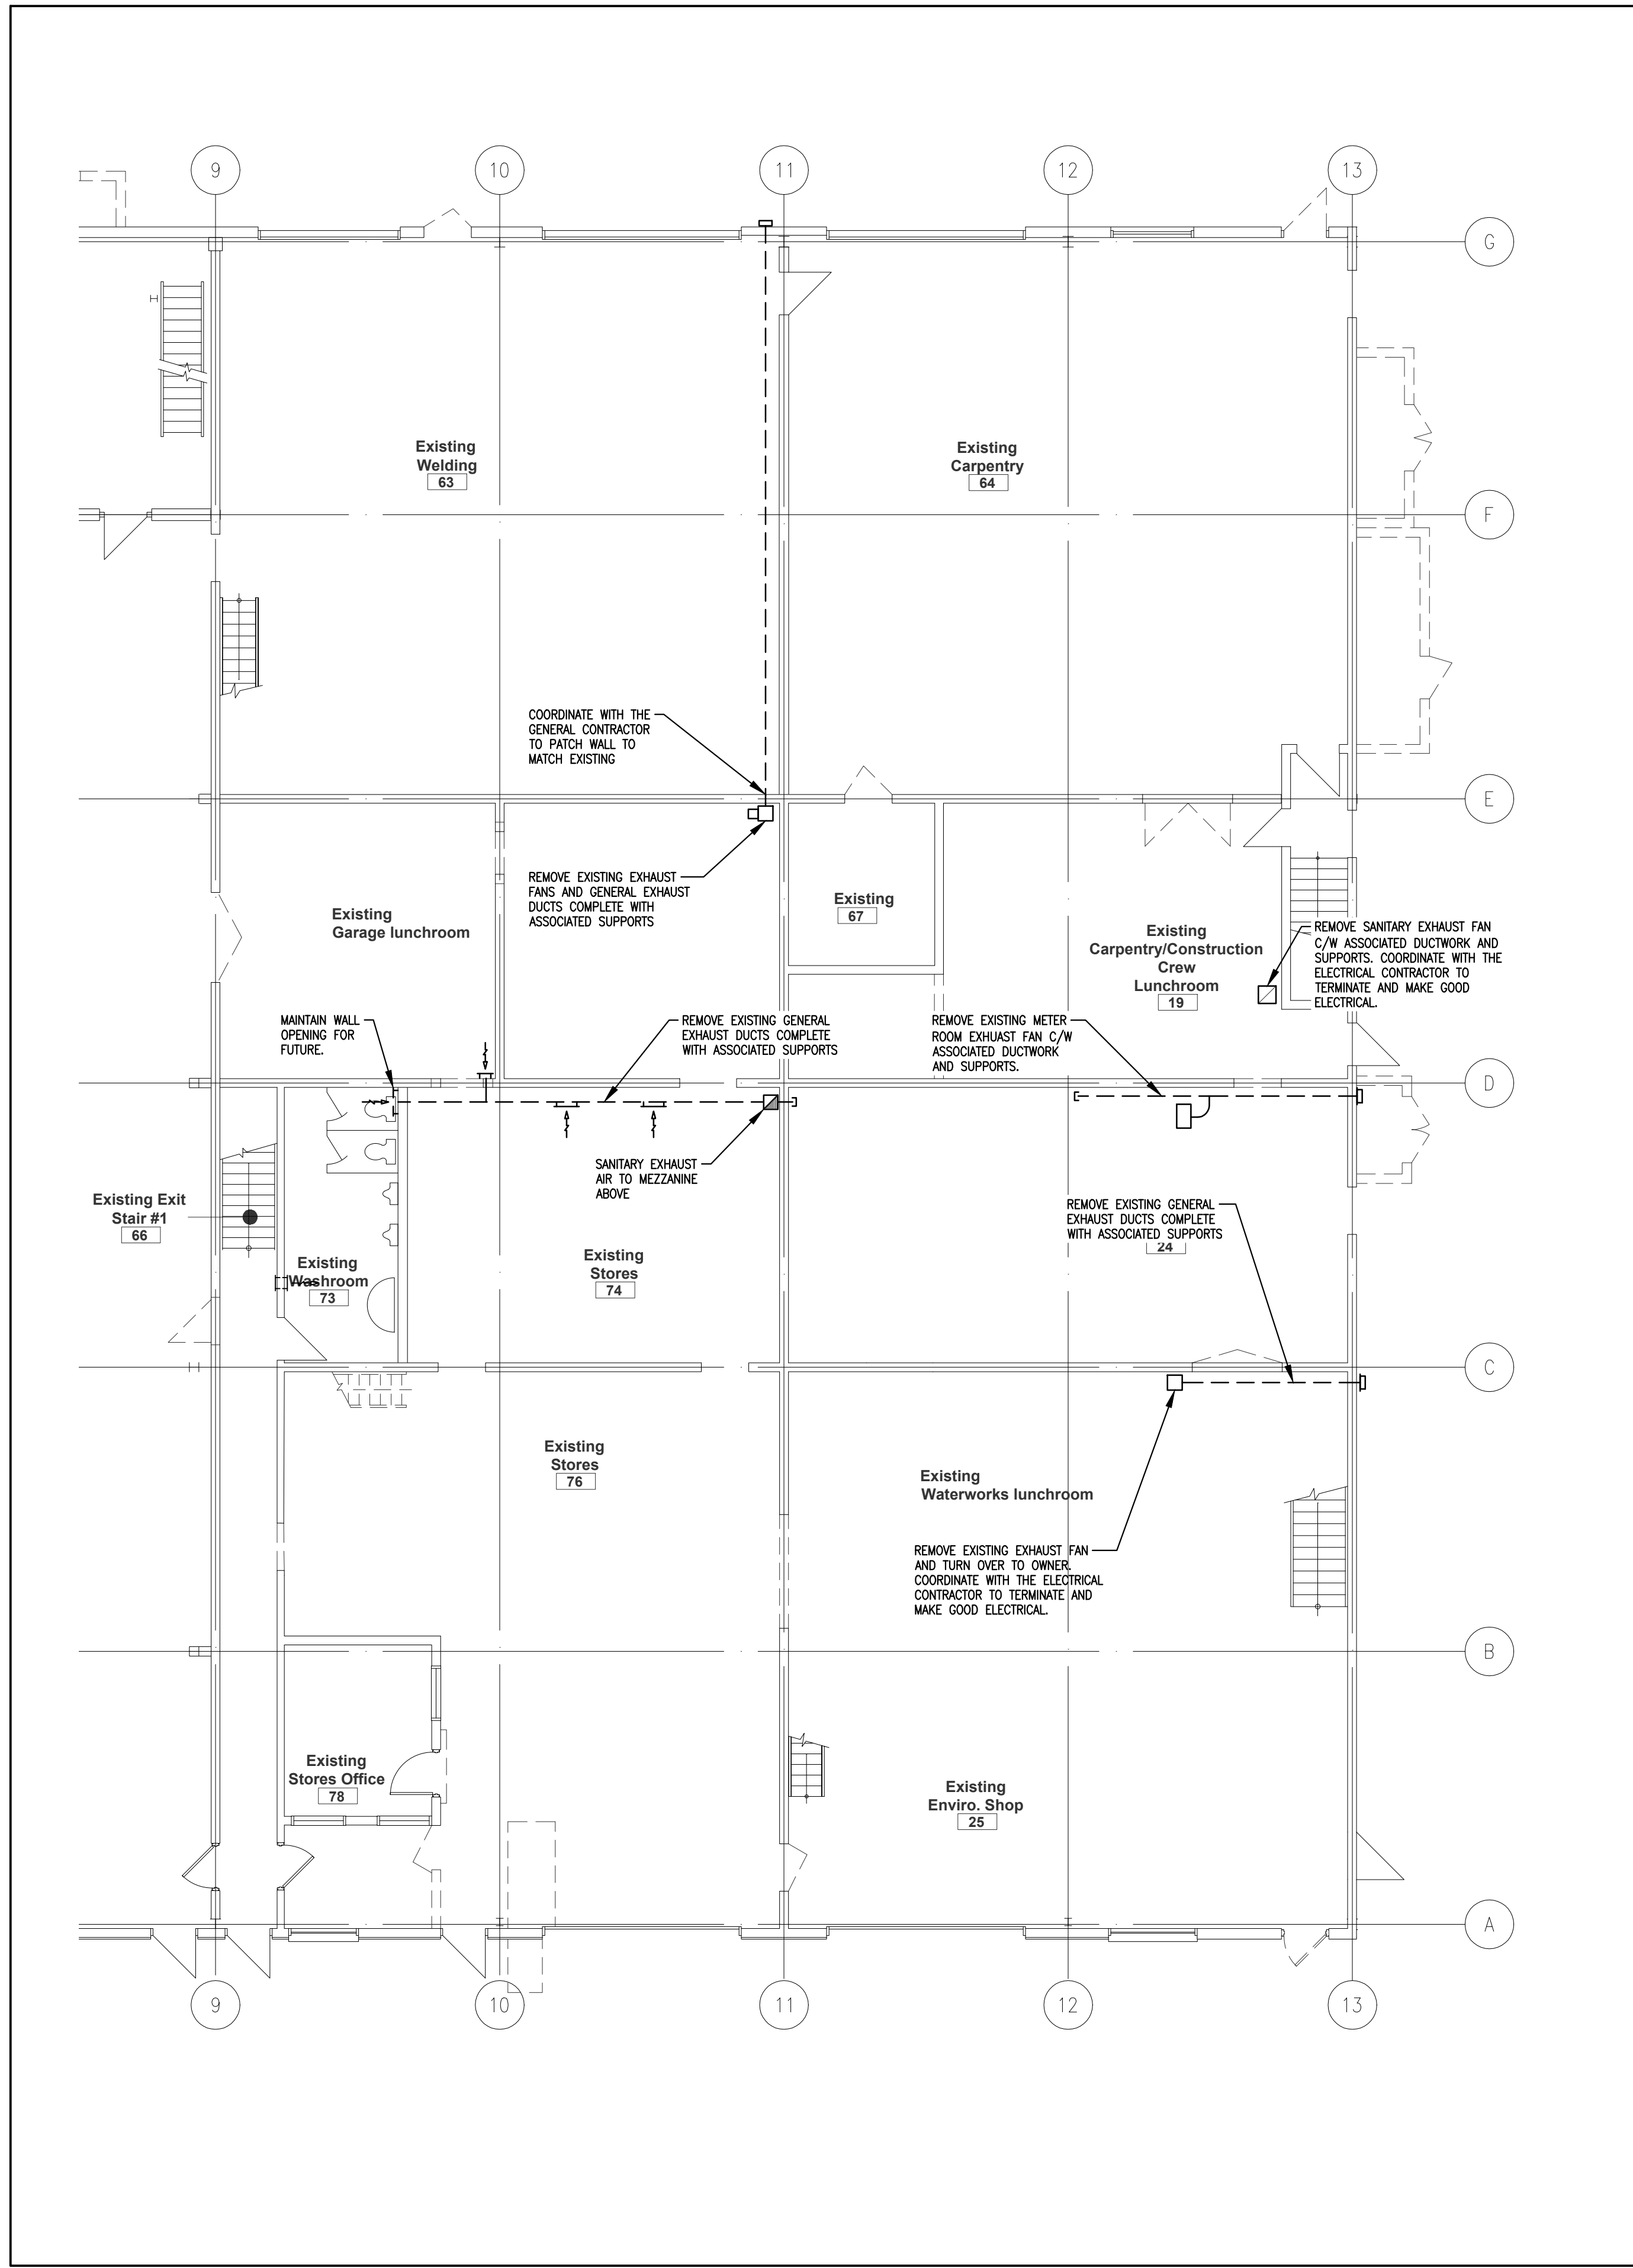 9
10
11
12
13
G
F
E
D
C
B
A
Existing
Welding
63
Existing
Carpentry
64
COORDINATE WITH THE
GENERAL CONTRACTOR
TO PATCH WALL TO
MATCH EXISTING
REMOVE EXISTING EXHAUST
FANS AND GENERAL EXHAUST
DUCTS COMPLETE WITH
ASSOCIATED SUPPORTS
Existing
Garage lunchroom
Existing
67
Existing
Carpentry/Construction
Crew
Lunchroom
19
REMOVE SANITARY EXHAUST FAN
C/W ASSOCIATED DUCTWORK AND
SUPPORTS. COORDINATE WITH THE
ELECTRICAL CONTRACTOR TO
TERMINATE AND MAKE GOOD
ELECTRICAL.
MAINTAIN WALL
OPENING FOR
FUTURE.
REMOVE EXISTING GENERAL
EXHAUST DUCTS COMPLETE
WITH ASSOCIATED SUPPORTS
REMOVE EXISTING METER
ROOM EXHUAST FAN C/W
ASSOCIATED DUCTWORK
AND SUPPORTS.
SANITARY EXHAUST
AIR TO MEZZANINE
ABOVE
Existing Exit
Stair #1
66
REMOVE EXISTING GENERAL
EXHAUST DUCTS COMPLETE
WITH ASSOCIATED SUPPORTS
24
Existing
Washroom
73
Existing
Stores
74
Existing
Stores
76
Existing
Waterworks lunchroom
REMOVE EXISTING EXHAUST FAN
AND TURN OVER TO OWNER.
COORDINATE WITH THE ELECTRICAL
CONTRACTOR TO TERMINATE AND
MAKE GOOD ELECTRICAL.
Existing
Stores Office
78
Existing
Enviro. Shop
25
9
10
11
12
13